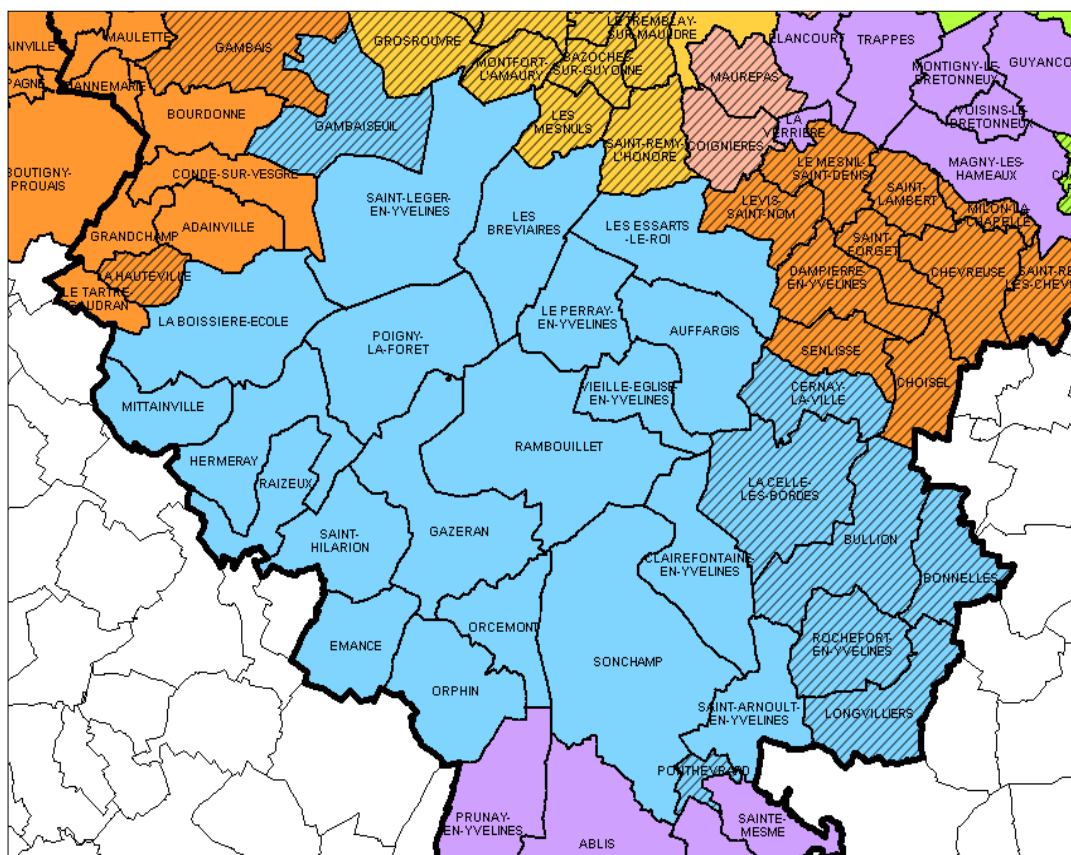 AINVILLE
MAULETTE
GAMBAIS
GROSROUVRE
LE TREMBLAY-
SUR-MAULDRE
ELANCOURT
TRAPPES
MONTFORT-
L'AMAURY
BAZOCHES-
SUR-GUYONNE
MAUREPAS
MONTIGNY-LE-
BRETONNEUX
GUYANCO
PAGNE
HANNEMARIE
BOURDONNE
GAMBAISEUIL
LES
MESNULS
SAINT-REMY-
L'HONORE
COIGNIERES
LA
VERRIERE
VOISINS-LE-
BRETONNEUX
BOUTIGNY-
PROUAIS
CONDE-SUR-VESGRE
SAINT-LEGER-
EN-YVELINES
LE MESNIL-
SAINT-DENIS
MAGNY-LES-
HAMEAUX
CH
LEVIS-
SAINT-NOM
SAINT-
LAMBERT
MILON-LA-
CHAPELLE
GRANDCHAMP
ADAINVILLE
LES
BREVIAIRES
LES ESSARTS
-LE-ROI
SAINT-
FORGET
LA HAUTEVILLE
LE TARTRE-
GAUDRAN
DAMPIERRE-
EN-YVELINES
CHEVREUSE
SAINT-RE
LES-CHEVR
LA BOISSIERE-ECOLE
POIGNY-
LA-FORET
LE PERRAY-
EN-YVELINES
AUFFARGIS
SENLISSE
CHOISEL
MITTAINVILLE
VIEILLE-EGLISE-
EN-YVELINES
CERNAY-
LA-VILLE
HERMERAY
RAIZEUX
RAMBOUILLET
LA CELLE-
LES-BORDES
SAINT-
HILARION
GAZERAN
CLAIREFONTAINE-
EN-YVELINES
BULLION
BONNELLES
EMANCE
ORCEMONT
ORPHIN
SONCHAMP
ROCHEFORT-
EN-YVELINES
SAINT-ARNOULT-
EN-YVELINES
LONGVILLIERS
PONTHEVRARD
PRUNAY-
EN-YVELINES
ABLIS
SAINTE-
MESME